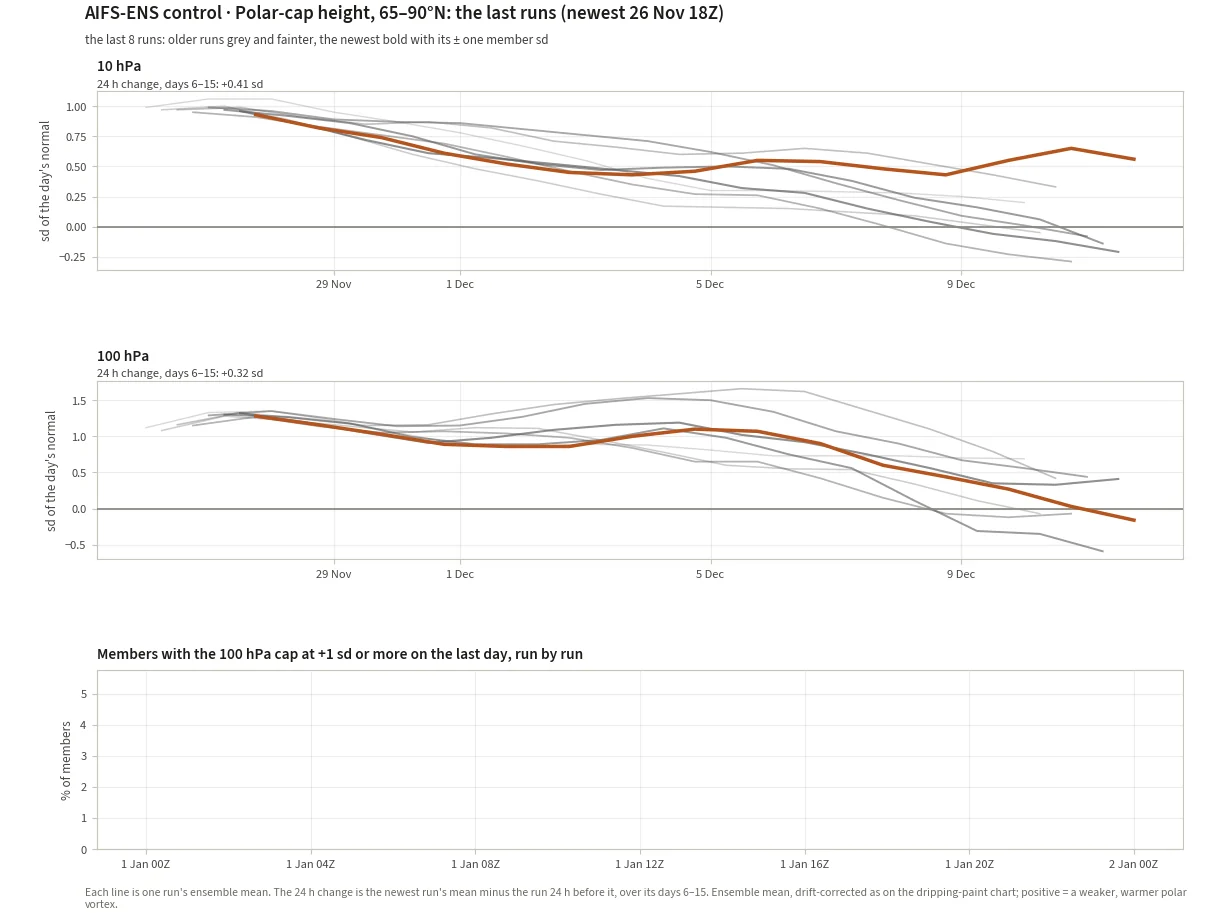 AIFS-ENS control · Polar-cap height, 65–90°N: the last runs (newest 26 Nov 18Z)
the last 8 runs: older runs grey and fainter, the newest bold with its ± one member sd
10 hPa
24 h change, days 6–15: +0.41 sd
sd of the day's normal
1.00
0.75
0.50
0.25
0.00
−0.25
29 Nov
1 Dec
5 Dec
9 Dec
100 hPa
24 h change, days 6–15: +0.32 sd
sd of the day's normal
1.5
1.0
0.5
0.0
−0.5
29 Nov
1 Dec
5 Dec
9 Dec
Members with the 100 hPa cap at +1 sd or more on the last day, run by run
% of members
5
4
3
2
1
0
1 Jan 00Z
1 Jan 04Z
1 Jan 08Z
1 Jan 12Z
1 Jan 16Z
1 Jan 20Z
2 Jan 00Z
Each line is one run's ensemble mean. The 24 h change is the newest run's mean minus the run 24 h before it, over its days 6–15. Ensemble mean, drift-corrected as on the dripping-paint chart; positive = a weaker, warmer polar
vortex.